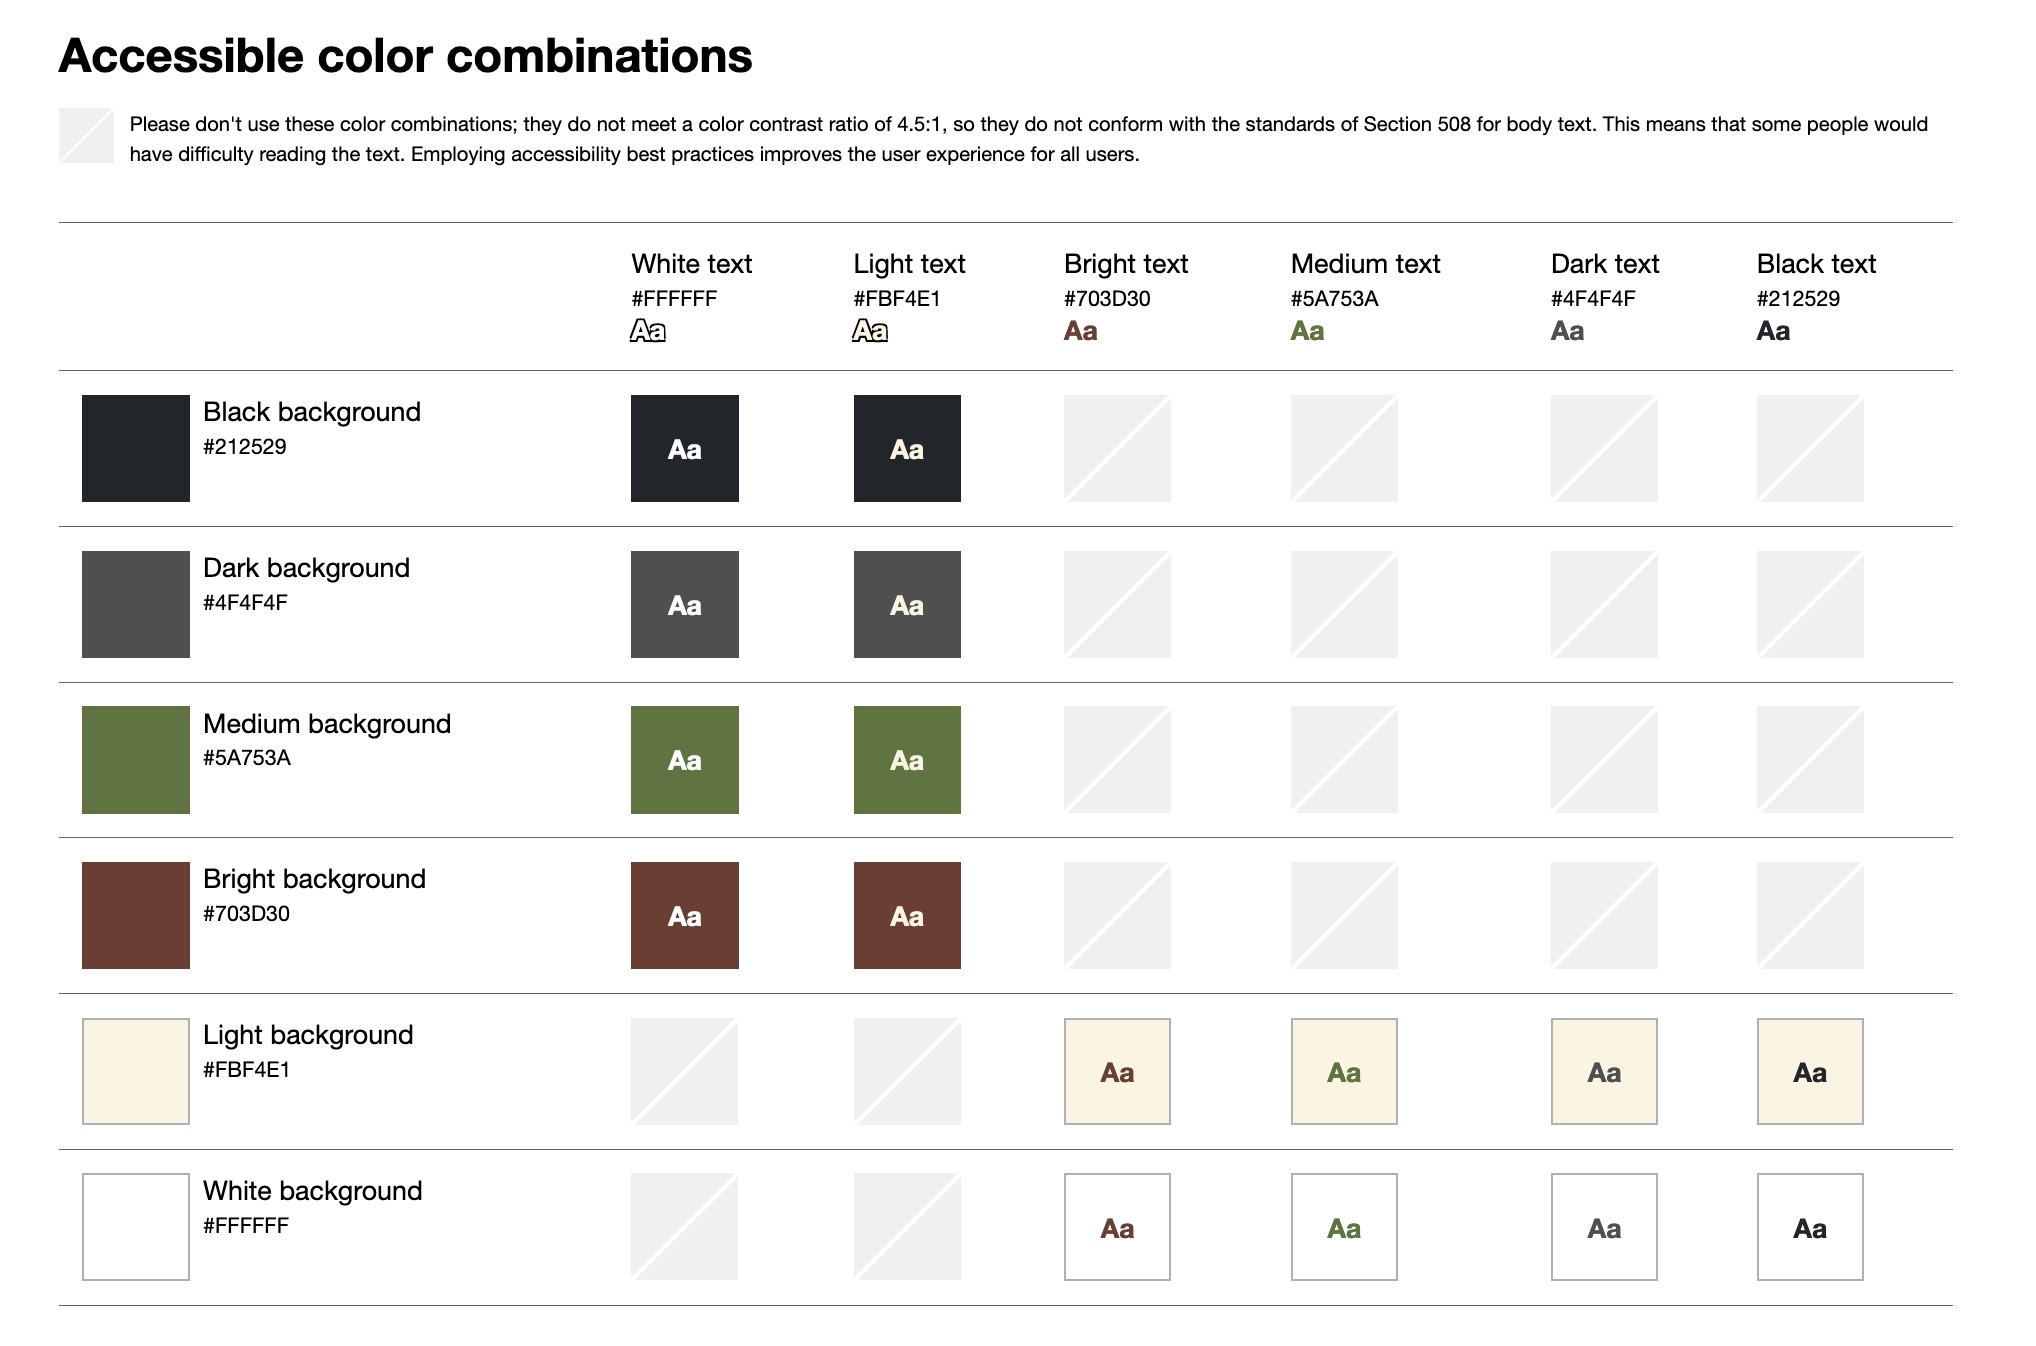 Accessible color combinations
Please don't use these color combinations; they do not meet a color contrast ratio of 4.5:1, so they do not conform with the standards of Section 508 for body text. This means that some people would
have difficulty reading the text. Employing accessibility best practices improves the user experience for all users.
White text Light text Bright text Medium text Dark text Black text
#FFFFFF #FBF4E1 #703D30 #5A753A #4F4F4F #212529
Aa Aa Aa Aa Aa Aa
Black background
#212529
Aa Aa
Dark background
#4F4F4F
Aa Aa
Medium background
#5A753A
Aa Aa
Bright background
#703D30
Aa Aa
Light background
#FBF4E1
Aa Aa Aa Aa
White background
#FFFFFF
Aa Aa Aa Aa